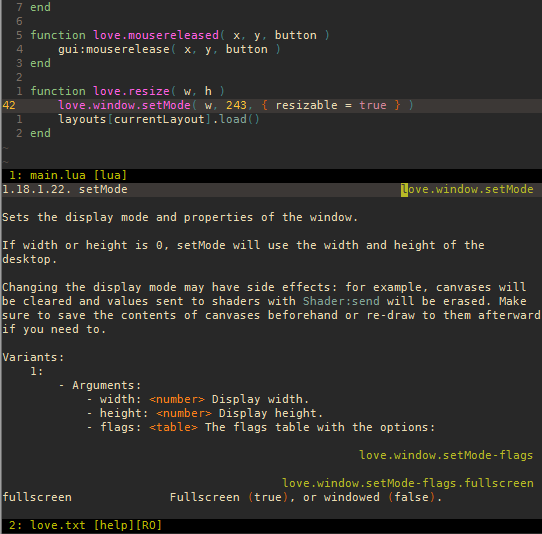 7 end
6
5 function love.mousereleased( x, y, button )
4     gui:mouserelease( x, y, button )
3 end
2
1 function love.resize( w, h )
42     love.window.setMode( w, 243, { resizable = true } )
1     layouts[currentLayout].load()
2 end
~
~
1: main.lua [lua]
1.18.1.22. setMode love.window.setMode
Sets the display mode and properties of the window.
If width or height is 0, setMode will use the width and height of the
desktop.
Changing the display mode may have side effects: for example, canvases will
be cleared and values sent to shaders with Shader:send will be erased. Make
sure to save the contents of canvases beforehand or re-draw to them afterward
if you need to.
Variants:
1:
- Arguments:
- width: <number> Display width.
- height: <number> Display height.
- flags: <table> The flags table with the options:
love.window.setMode-flags
love.window.setMode-flags.fullscreen
fullscreen Fullscreen (true), or windowed (false).
2: love.txt [help][RO]